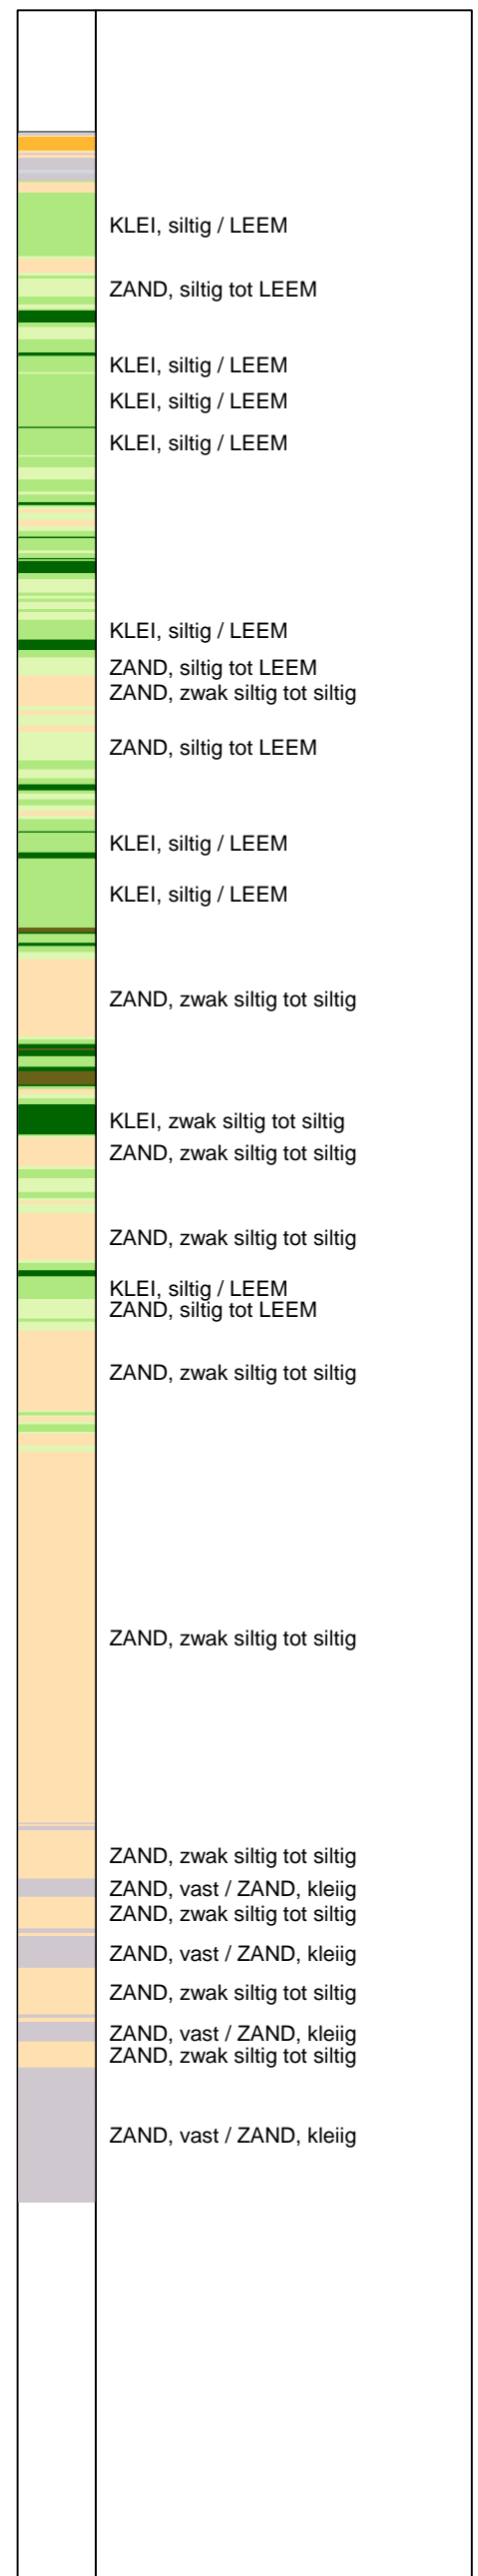 KLEI, siltig / LEEM
ZAND, siltig tot LEEM
KLEI, siltig / LEEM
KLEI, siltig / LEEM
KLEI, siltig / LEEM
KLEI, siltig / LEEM
ZAND, siltig tot LEEM
ZAND, zwak siltig tot siltig
ZAND, siltig tot LEEM
KLEI, siltig / LEEM
KLEI, siltig / LEEM
ZAND, zwak siltig tot siltig
KLEI, zwak siltig tot siltig
ZAND, zwak siltig tot siltig
ZAND, zwak siltig tot siltig
KLEI, siltig / LEEM
ZAND, siltig tot LEEM
ZAND, zwak siltig tot siltig
ZAND, zwak siltig tot siltig
ZAND, zwak siltig tot siltig
ZAND, vast / ZAND, kleiig
ZAND, zwak siltig tot siltig
ZAND, vast / ZAND, kleiig
ZAND, zwak siltig tot siltig
ZAND, vast / ZAND, kleiig
ZAND, zwak siltig tot siltig
ZAND, vast / ZAND, kleiig